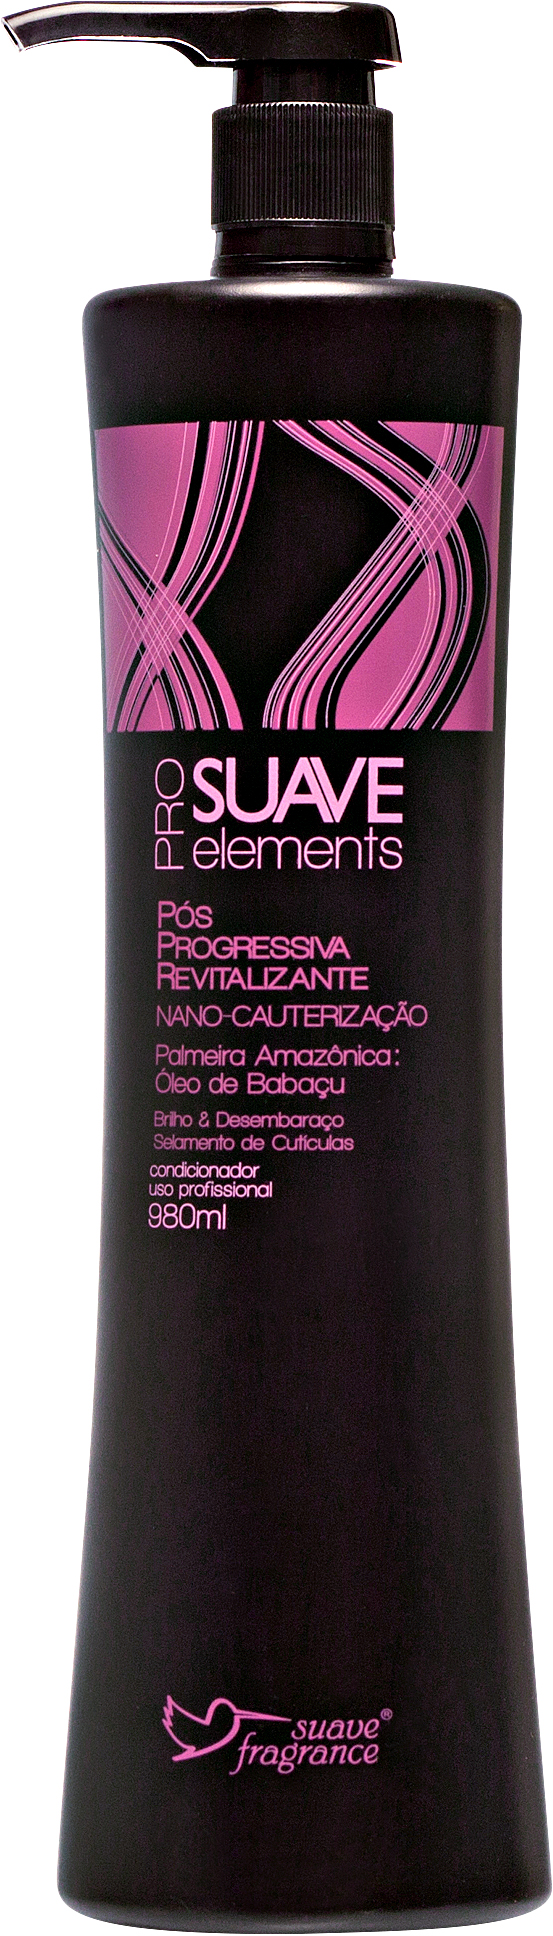 PRO
SUAVE
elements
PÓS
PROGRESSIVA
REVITALIZANTE
NANO-CAUTERIZAÇÃO
Palmeira Amazônica:
Óleo de Babaçu
Brilho & Desembaraço
Selamento de Cutículas
condicionador
uso profissional
980ml
suave®
fragrance